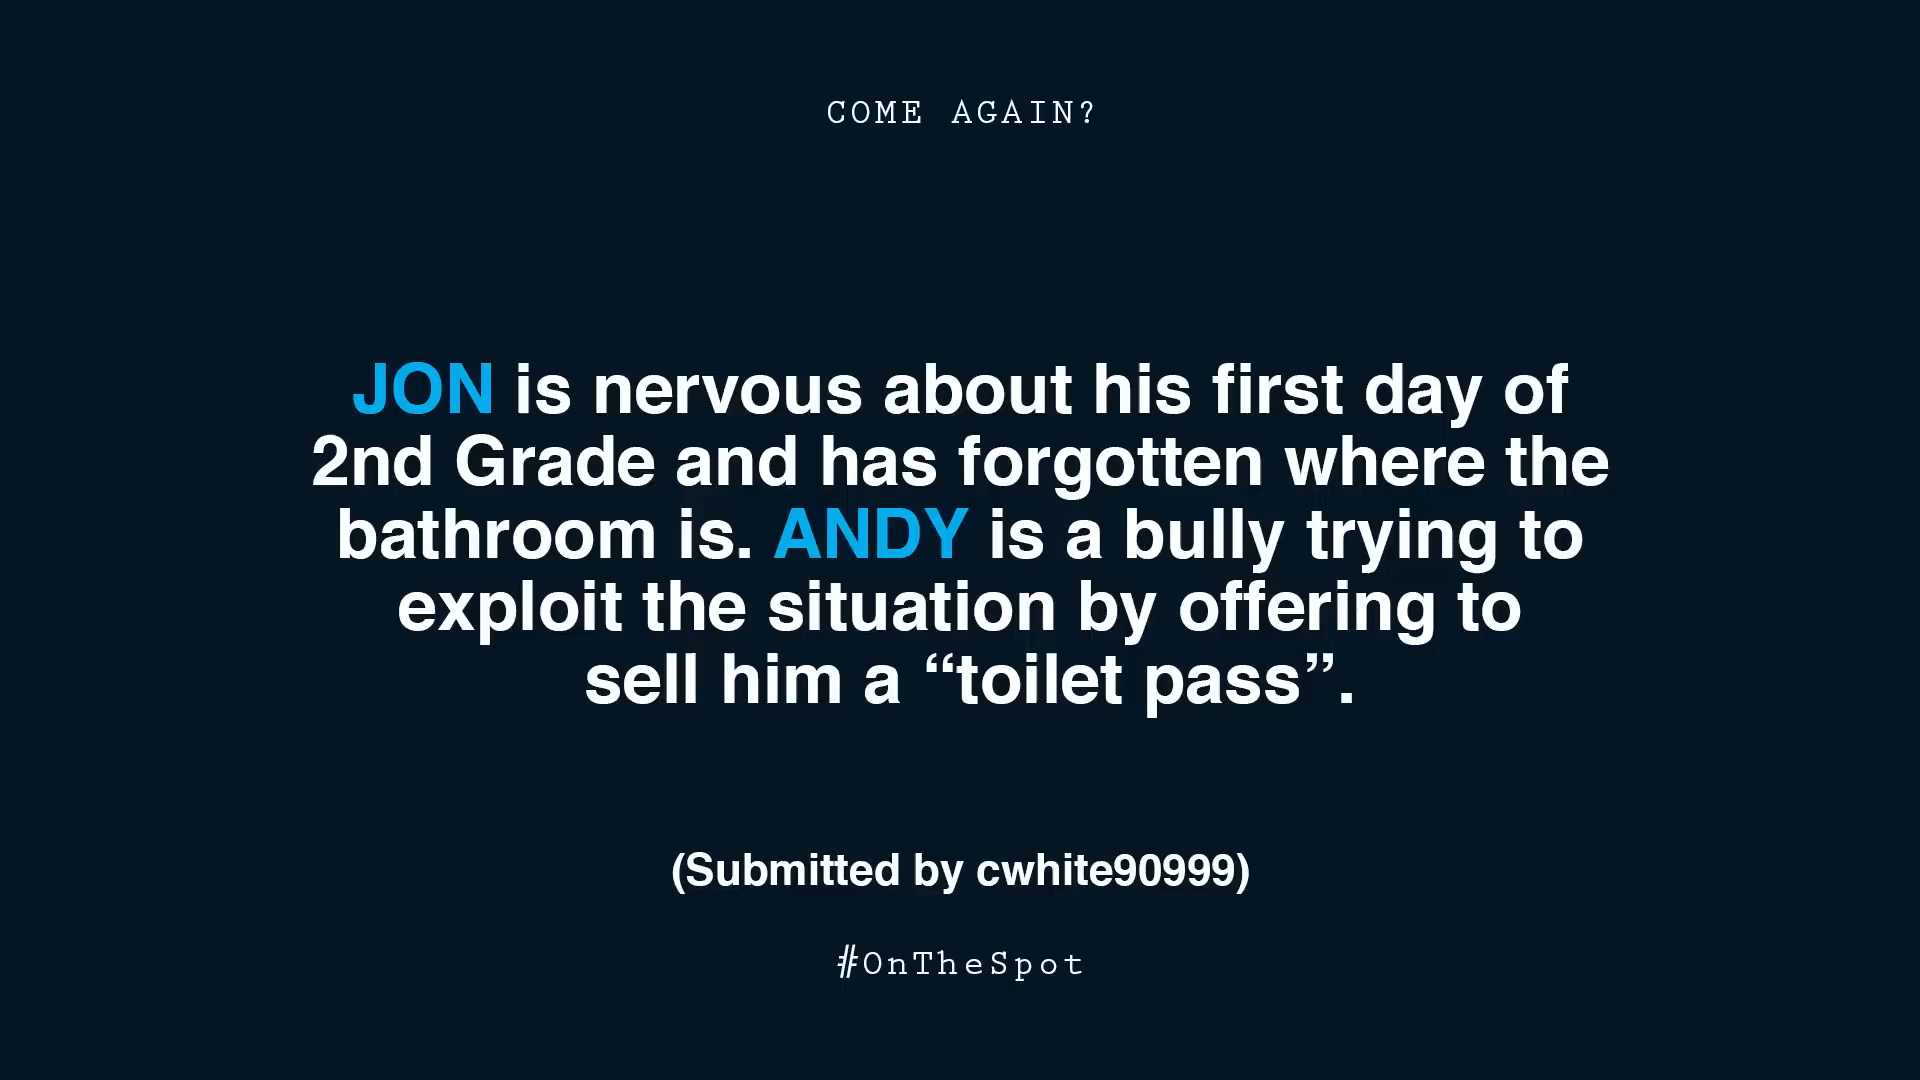 COME AGAIN?
JON is nervous about his first day of
2nd Grade and has forgotten where the
bathroom is. ANDY is a bully trying to
exploit the situation by offering to
sell him a “toilet pass”.
(Submitted by cwhite90999)
#OnTheSpot